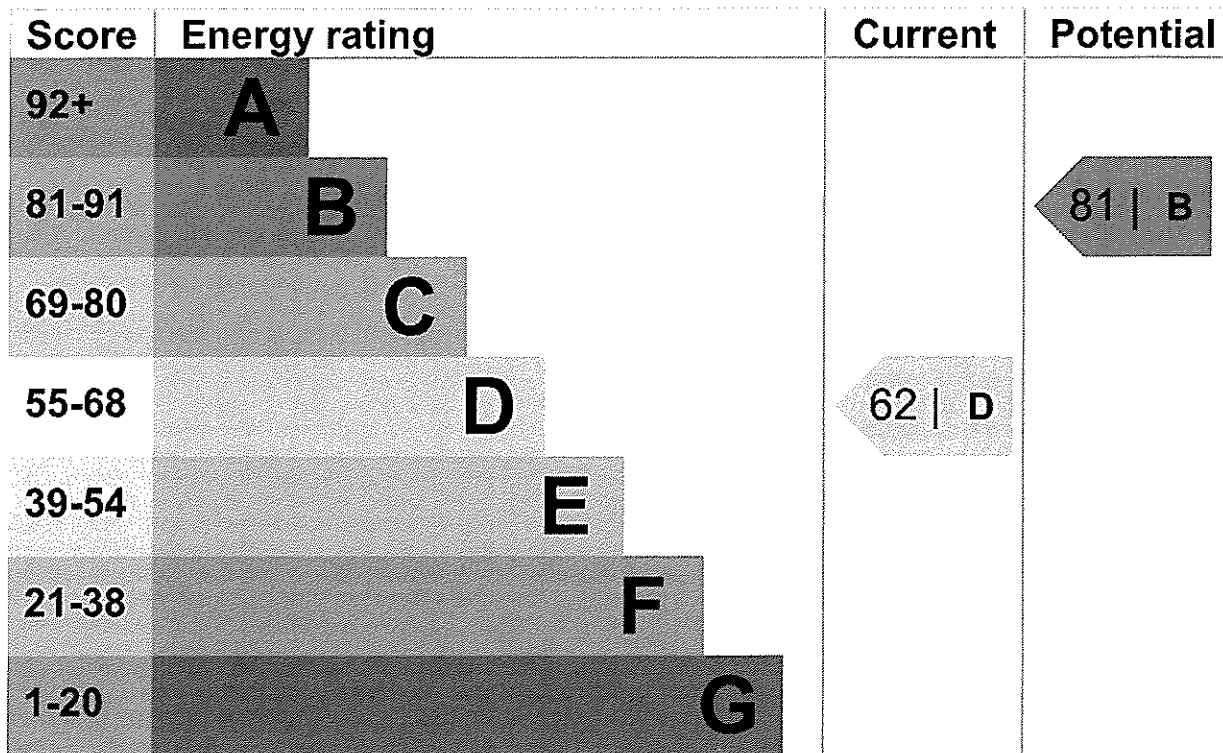 Score Energy rating Current Potential
92+ A
81-91 B 81 | B
69-80 C
55-68 D 62 | D
39-54 E
21-38 F
1-20 G